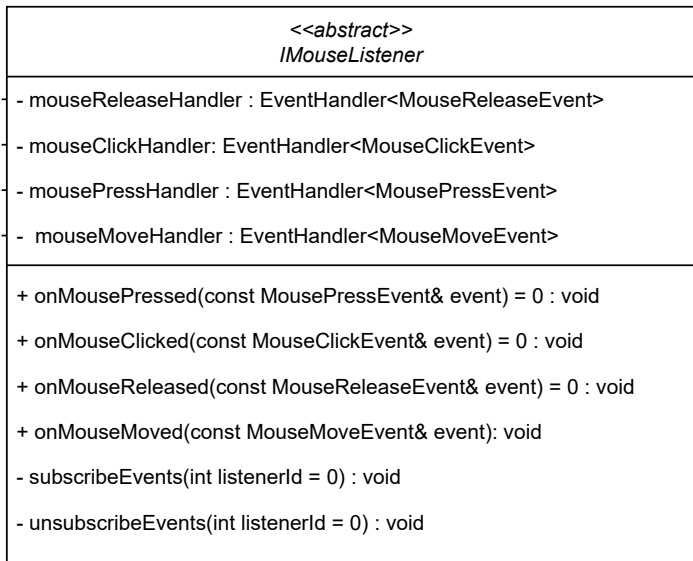 <<abstract>>
IMouseListener
- mouseReleaseHandler : EventHandler<MouseReleaseEvent>
- mouseClickHandler: EventHandler<MouseClickEvent>
- mousePressHandler : EventHandler<MousePressEvent>
- mouseMoveHandler : EventHandler<MouseMoveEvent>
+ onMousePressed(const MousePressEvent& event) = 0 : void
+ onMouseClicked(const MouseClickEvent& event) = 0 : void
+ onMouseReleased(const MouseReleaseEvent& event) = 0 : void
+ onMouseMoved(const MouseMoveEvent& event): void
- subscribeEvents(int listenerId = 0) : void
- unsubscribeEvents(int listenerId = 0) : void